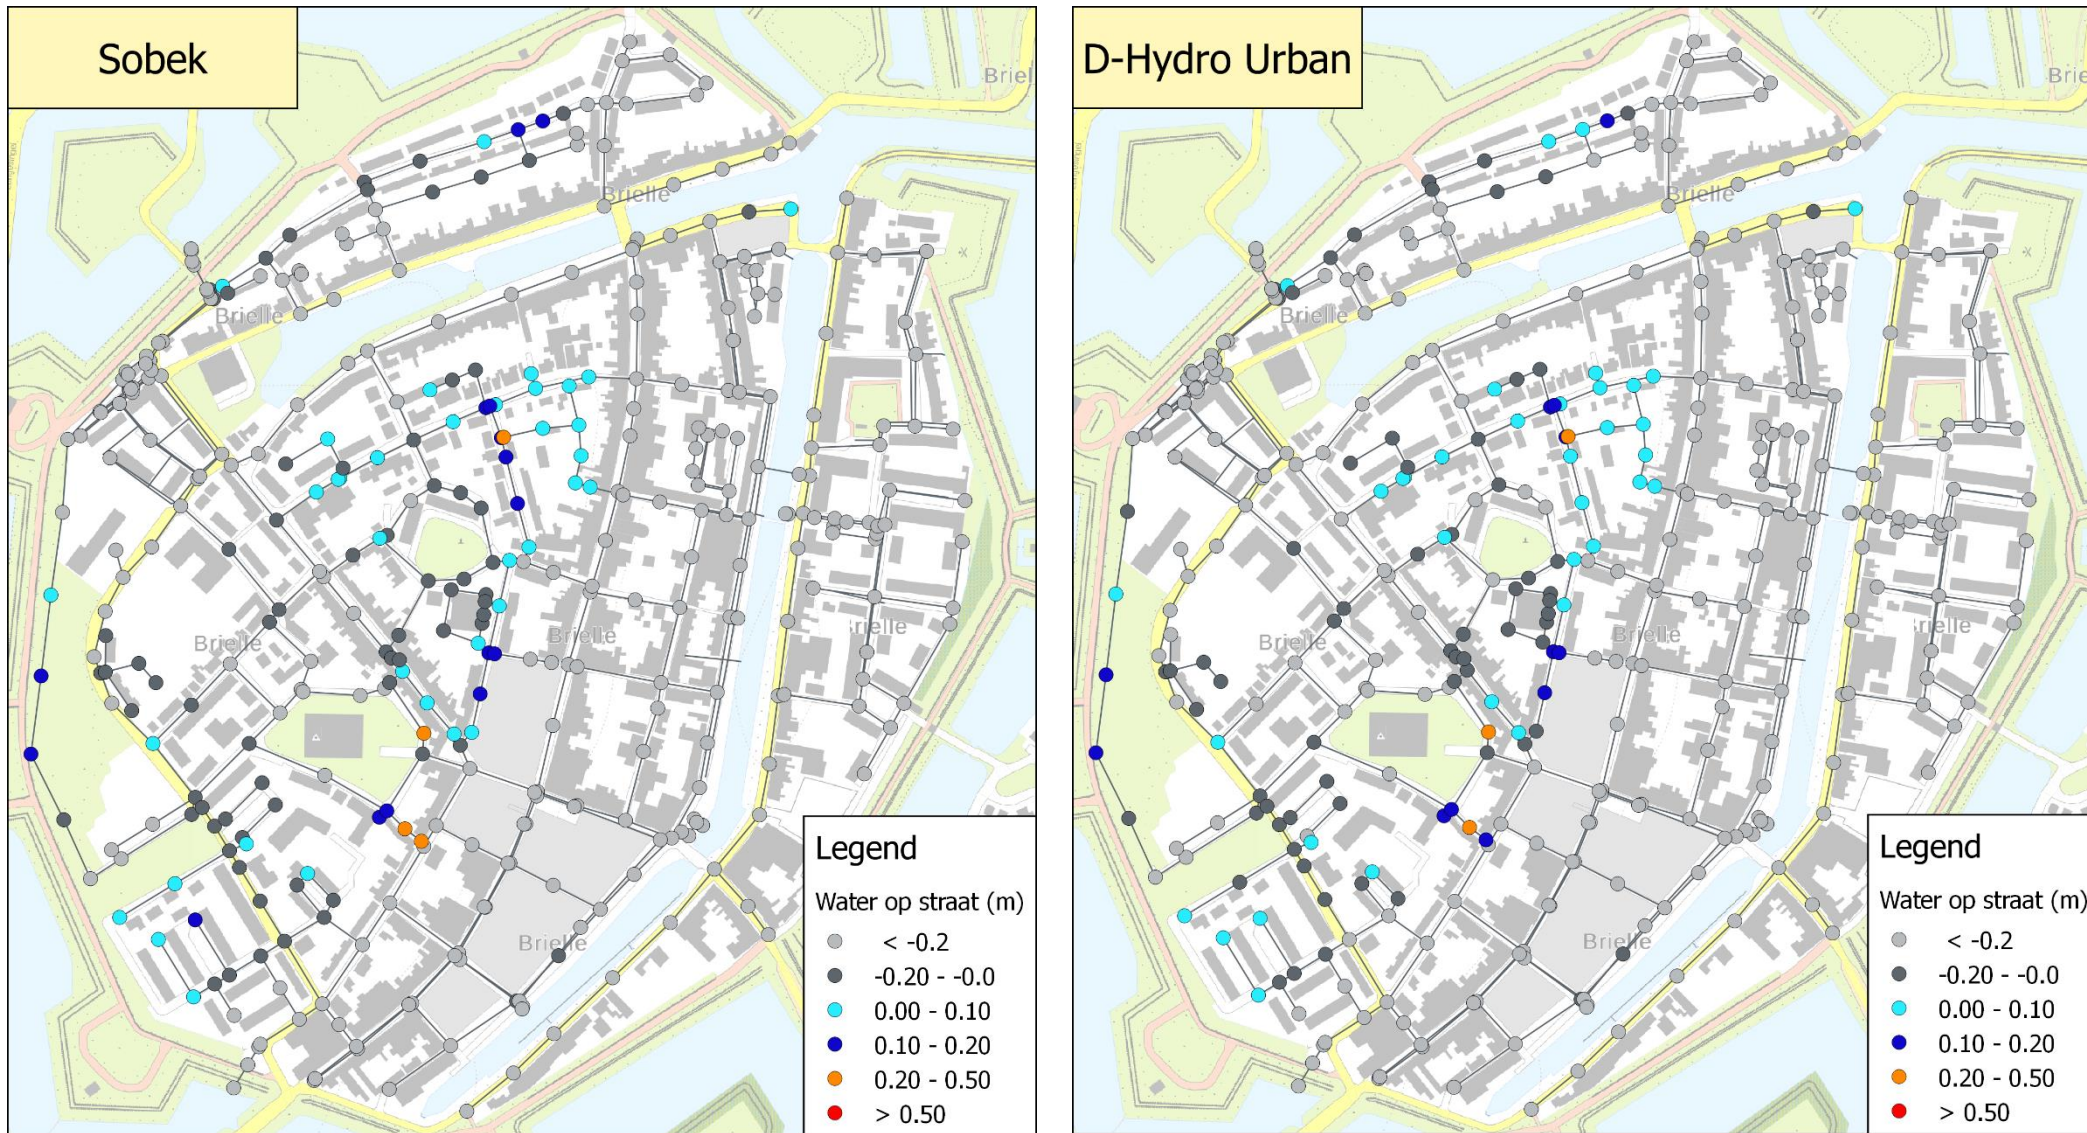 Sobek
Briel
Brielle
Brielle
Brielle
Brielle
Brielle
Brielle
Legend
Water op straat (m)
< -0.2
-0.20 - -0.0
0.00 - 0.10
0.10 - 0.20
0.20 - 0.50
> 0.50
D-Hydro Urban
Brie
Brielle
Brielle
Brielle
Brielle
Brielle
Brielle
Legend
Water op straat (m)
< -0.2
-0.20 - -0.0
0.00 - 0.10
0.10 - 0.20
0.20 - 0.50
> 0.50